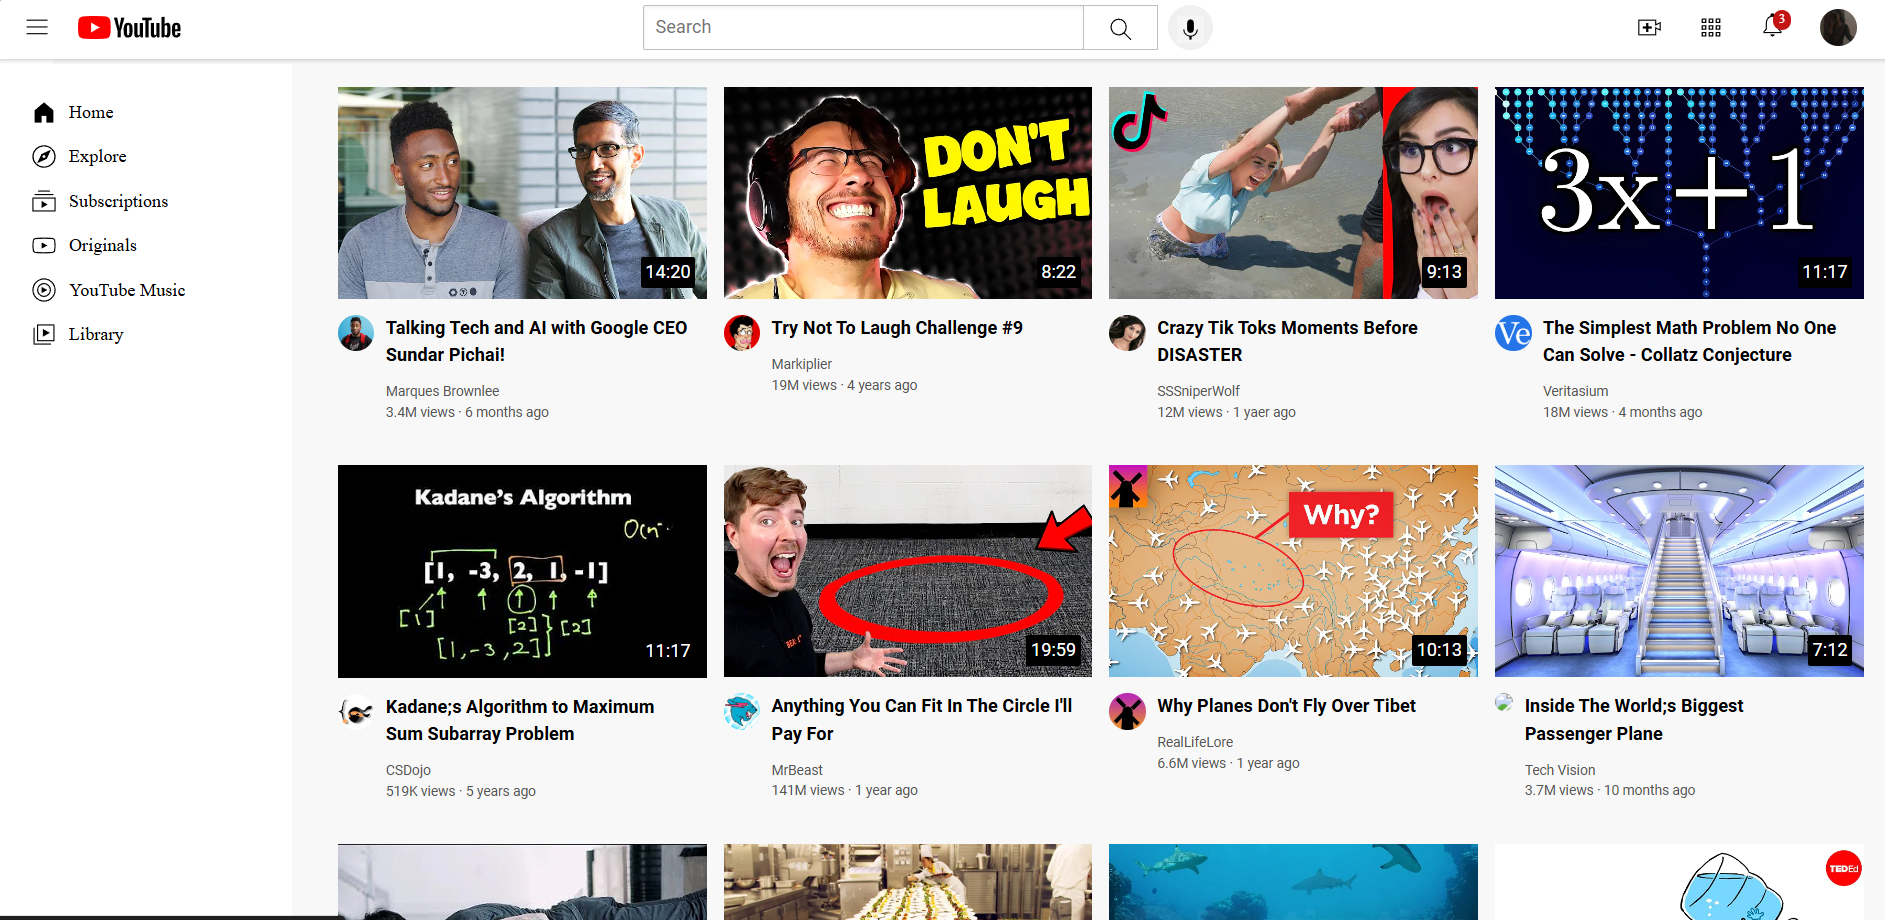 YouTube
Search
3
Home
Explore
Subscriptions
Originals
YouTube Music
Library
DON'T
LAUGH
3x+1
14:20
8:22
9:13
11:17
Talking Tech and AI with Google CEO
Sundar Pichai!
Marques Brownlee
3.4M views · 6 months ago
Try Not To Laugh Challenge #9
Markiplier
19M views · 4 years ago
Crazy Tik Toks Moments Before
DISASTER
SSSniperWolf
12M views · 1 yaer ago
Ve
The Simplest Math Problem No One
Can Solve - Collatz Conjecture
Veritasium
18M views · 4 months ago
Kadane's Algorithm
[1, -3, 2, 1, -1]
[1]
[2]
[2]
[1, -3, 2]
11:17
Why?
19:59
10:13
7:12
Kadane;s Algorithm to Maximum
Sum Subarray Problem
CSDojo
519K views · 5 years ago
Anything You Can Fit In The Circle I'll
Pay For
MrBeast
141M views · 1 year ago
Why Planes Don't Fly Over Tibet
RealLifeLore
6.6M views · 1 year ago
Inside The World;s Biggest
Passenger Plane
Tech Vision
3.7M views · 10 months ago
TEDEd